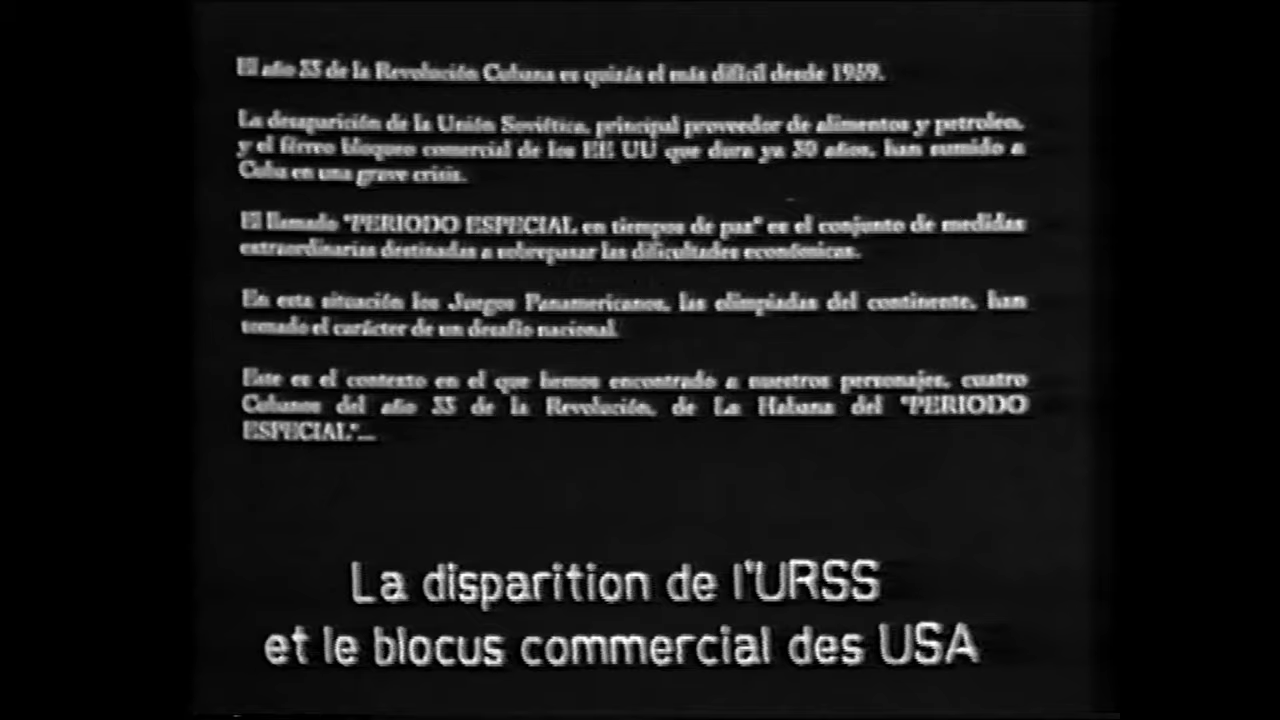 El año 33 de la Revolución Cubana es quizás el más difícil desde 1959.
La desaparición de la Unión Soviética, principal proveedor de alimentos y petroleo,
y el férreo bloqueo comercial de los EE UU que dura ya 30 años, han sumido a
Cuba en una grave crisis.
El llamado "PERIODO ESPECIAL en tiempos de paz" es el conjunto de medidas
extraordinarias destinadas a sobrepasar las dificultades económicas.
En esta situación los Juegos Panamericanos, las olimpiadas del continente, han
tomado el carácter de un desafío nacional.
Este es el contexto en el que hemos encontrado a nuestros personajes, cuatro
Cubanos del año 33 de la Revolución, de La Habana del "PERIODO
ESPECIAL"...
La disparition de l'URSS
et le blocus commercial des USA